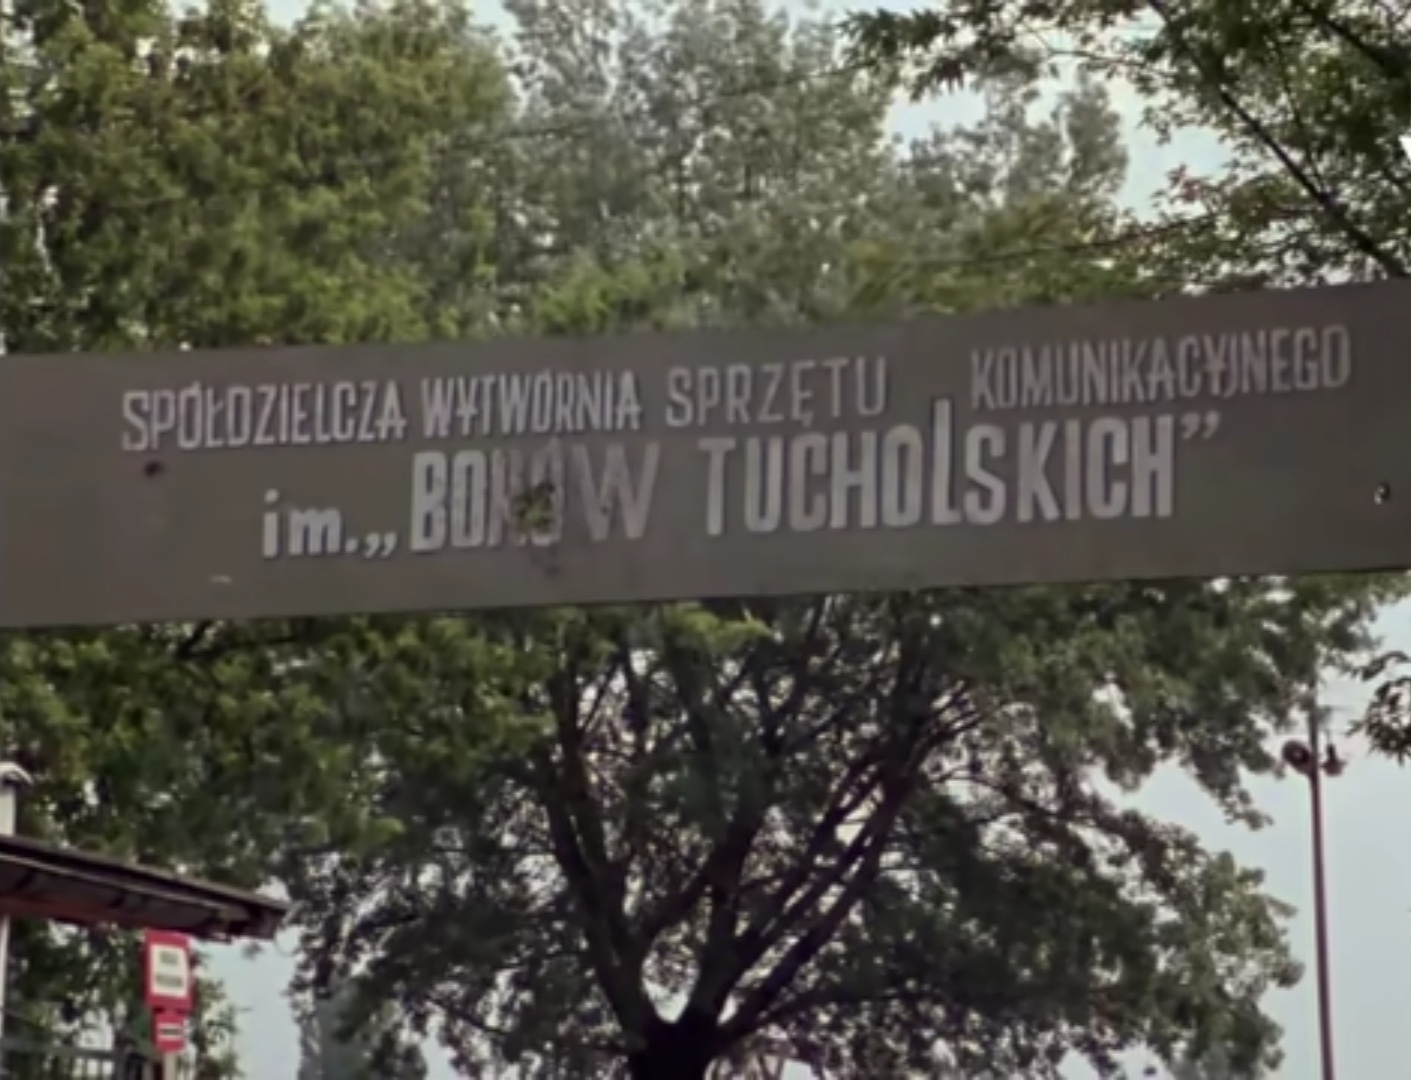 SPÓŁDZIELCZA WYTWÓRNIA SPRZĘTU KOMUNIKACYJNEGO
im. „BORÓW TUCHOLSKICH”